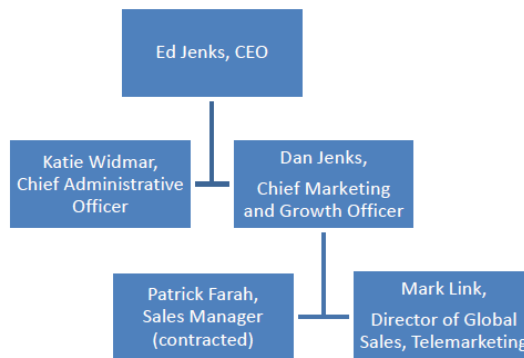 Ed Jenks, CEO
Katie Widmar,
Chief Administrative
Officer
Dan Jenks,
Chief Marketing
and Growth Officer
Patrick Farah,
Sales Manager
(contracted)
Mark Link,
Director of Global
Sales, Telemarketing